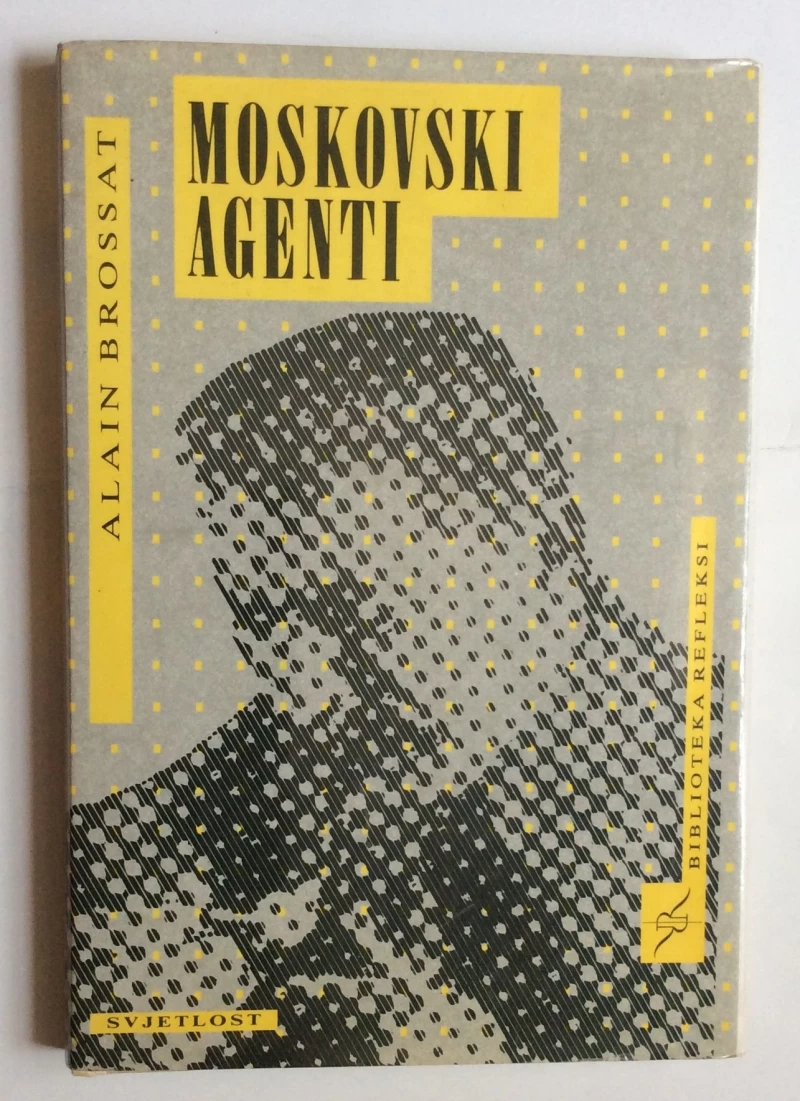 MOSKOVSKI
AGENTI
ALAIN BROSSAT
BIBLIOTEKA REFLEKSI
SVJETLOST